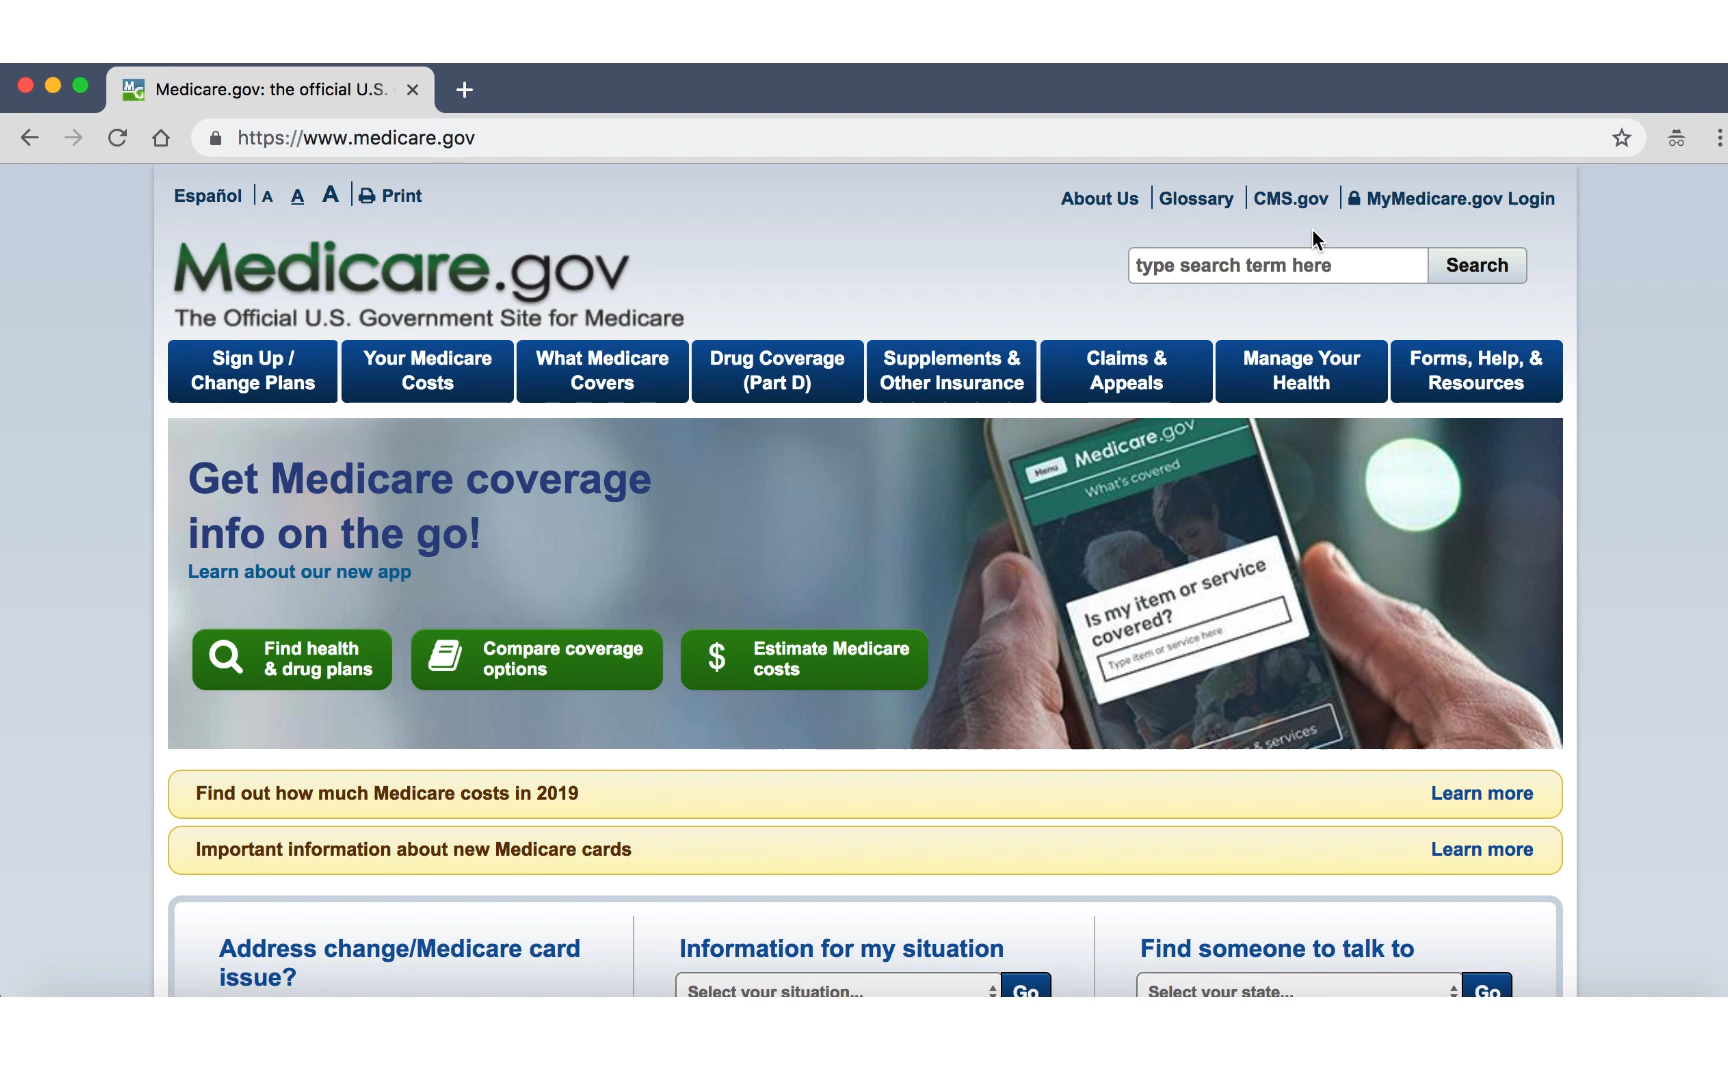 Medicare.gov: the official U.S.
https://www.medicare.gov
Español A A A Print
About Us Glossary CMS.gov MyMedicare.gov Login
Medicare.gov
The Official U.S. Government Site for Medicare
type search term here Search
Sign Up /
Change Plans
Your Medicare
Costs
What Medicare
Covers
Drug Coverage
(Part D)
Supplements &
Other Insurance
Claims &
Appeals
Manage Your
Health
Forms, Help, &
Resources
Get Medicare coverage
info on the go!
Learn about our new app
Find health
& drug plans
Compare coverage
options
$
Estimate Medicare
costs
Menu Medicare.gov
What's covered
Is my item or service
covered?
Type item or service here
& services
Find out how much Medicare costs in 2019 Learn more
Important information about new Medicare cards Learn more
Address change/Medicare card
issue?
Information for my situation
Select your situation... Go
Find someone to talk to
Select your state... Go